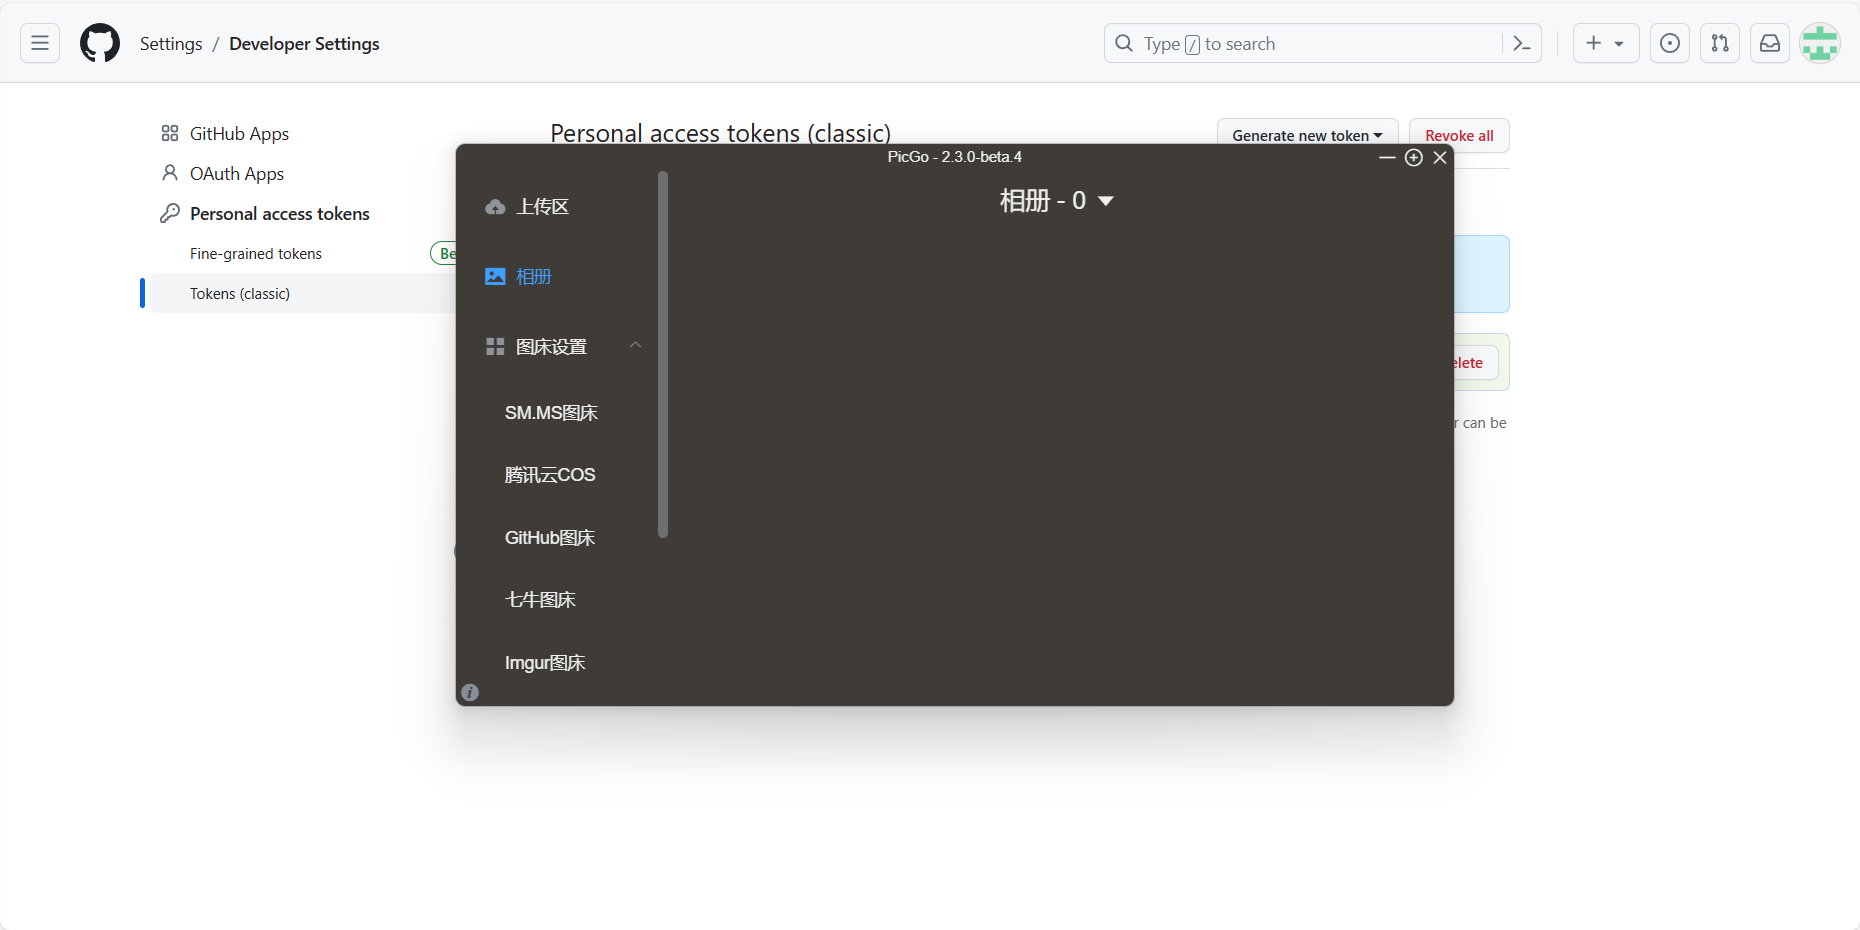 Settings / Developer Settings
Type / to search
GitHub Apps
OAuth Apps
Personal access tokens
Fine-grained tokens
Tokens (classic)
Personal access tokens (classic)
Generate new token
Revoke all
PicGo - 2.3.0-beta.4
上传区
相册
图床设置
SM.MS图床
腾讯云COS
GitHub图床
七牛图床
Imgur图床
相册 - 0
can be